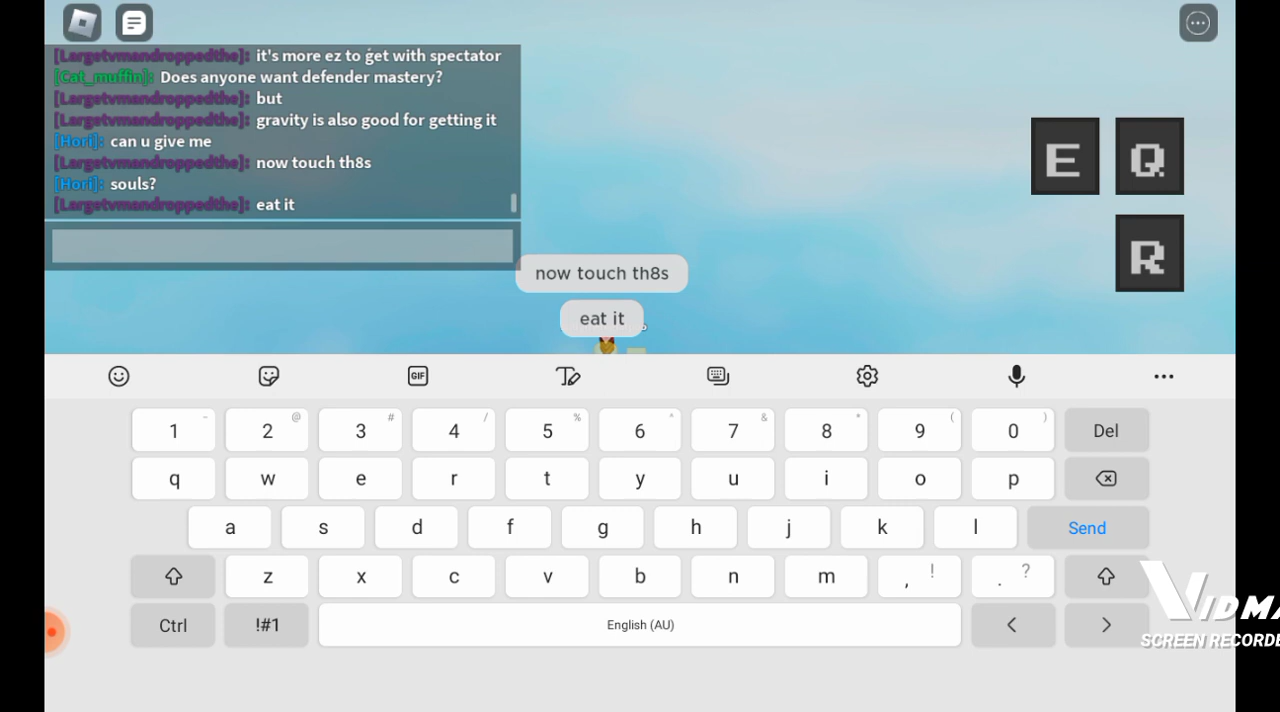 [Largetvmandroppedthe]: it's more ez to get with spectator
[Cat_muffin]: Does anyone want defender mastery?
[Largetvmandroppedthe]: but
[Largetvmandroppedthe]: gravity is also good for getting it
[Hori]: can u give me
[Largetvmandroppedthe]: now touch th8s
[Hori]: souls?
[Largetvmandroppedthe]: eat it
E Q
R
now touch th8s
eat it
GIF
1 - 2 @ 3 # 4 / 5 % 6 ^ 7 & 8 * 9 ( 0 ) Del
q w e r t y u i o p
a s d f g h j k l Send
z x c v b n m , ! . ?
Ctrl !#1 English (AU) < >
VIDMA
SCREEN RECORDE